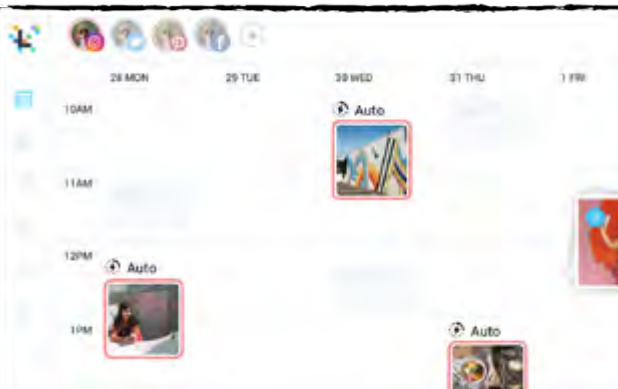 28 MON 29 TUE 30 WED 31 THU 1 FRI
10AM
Auto
11AM
12PM
Auto
1PM
Auto